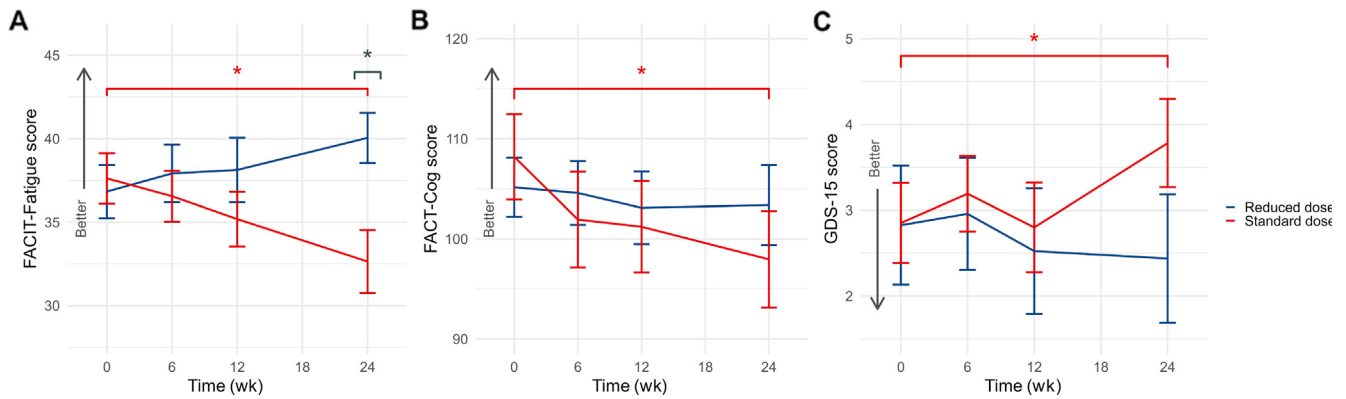 A
B
C
45
40
35
30
FACIT-Fatigue score
Better
*
*
0
6
12
18
24
Time (wk)
120
110
100
90
FACT-Cog score
Better
*
0
6
12
18
24
Time (wk)
5
4
3
2
GDS-15 score
Better
*
0
6
12
18
24
Time (wk)
Reduced dose
Standard dose